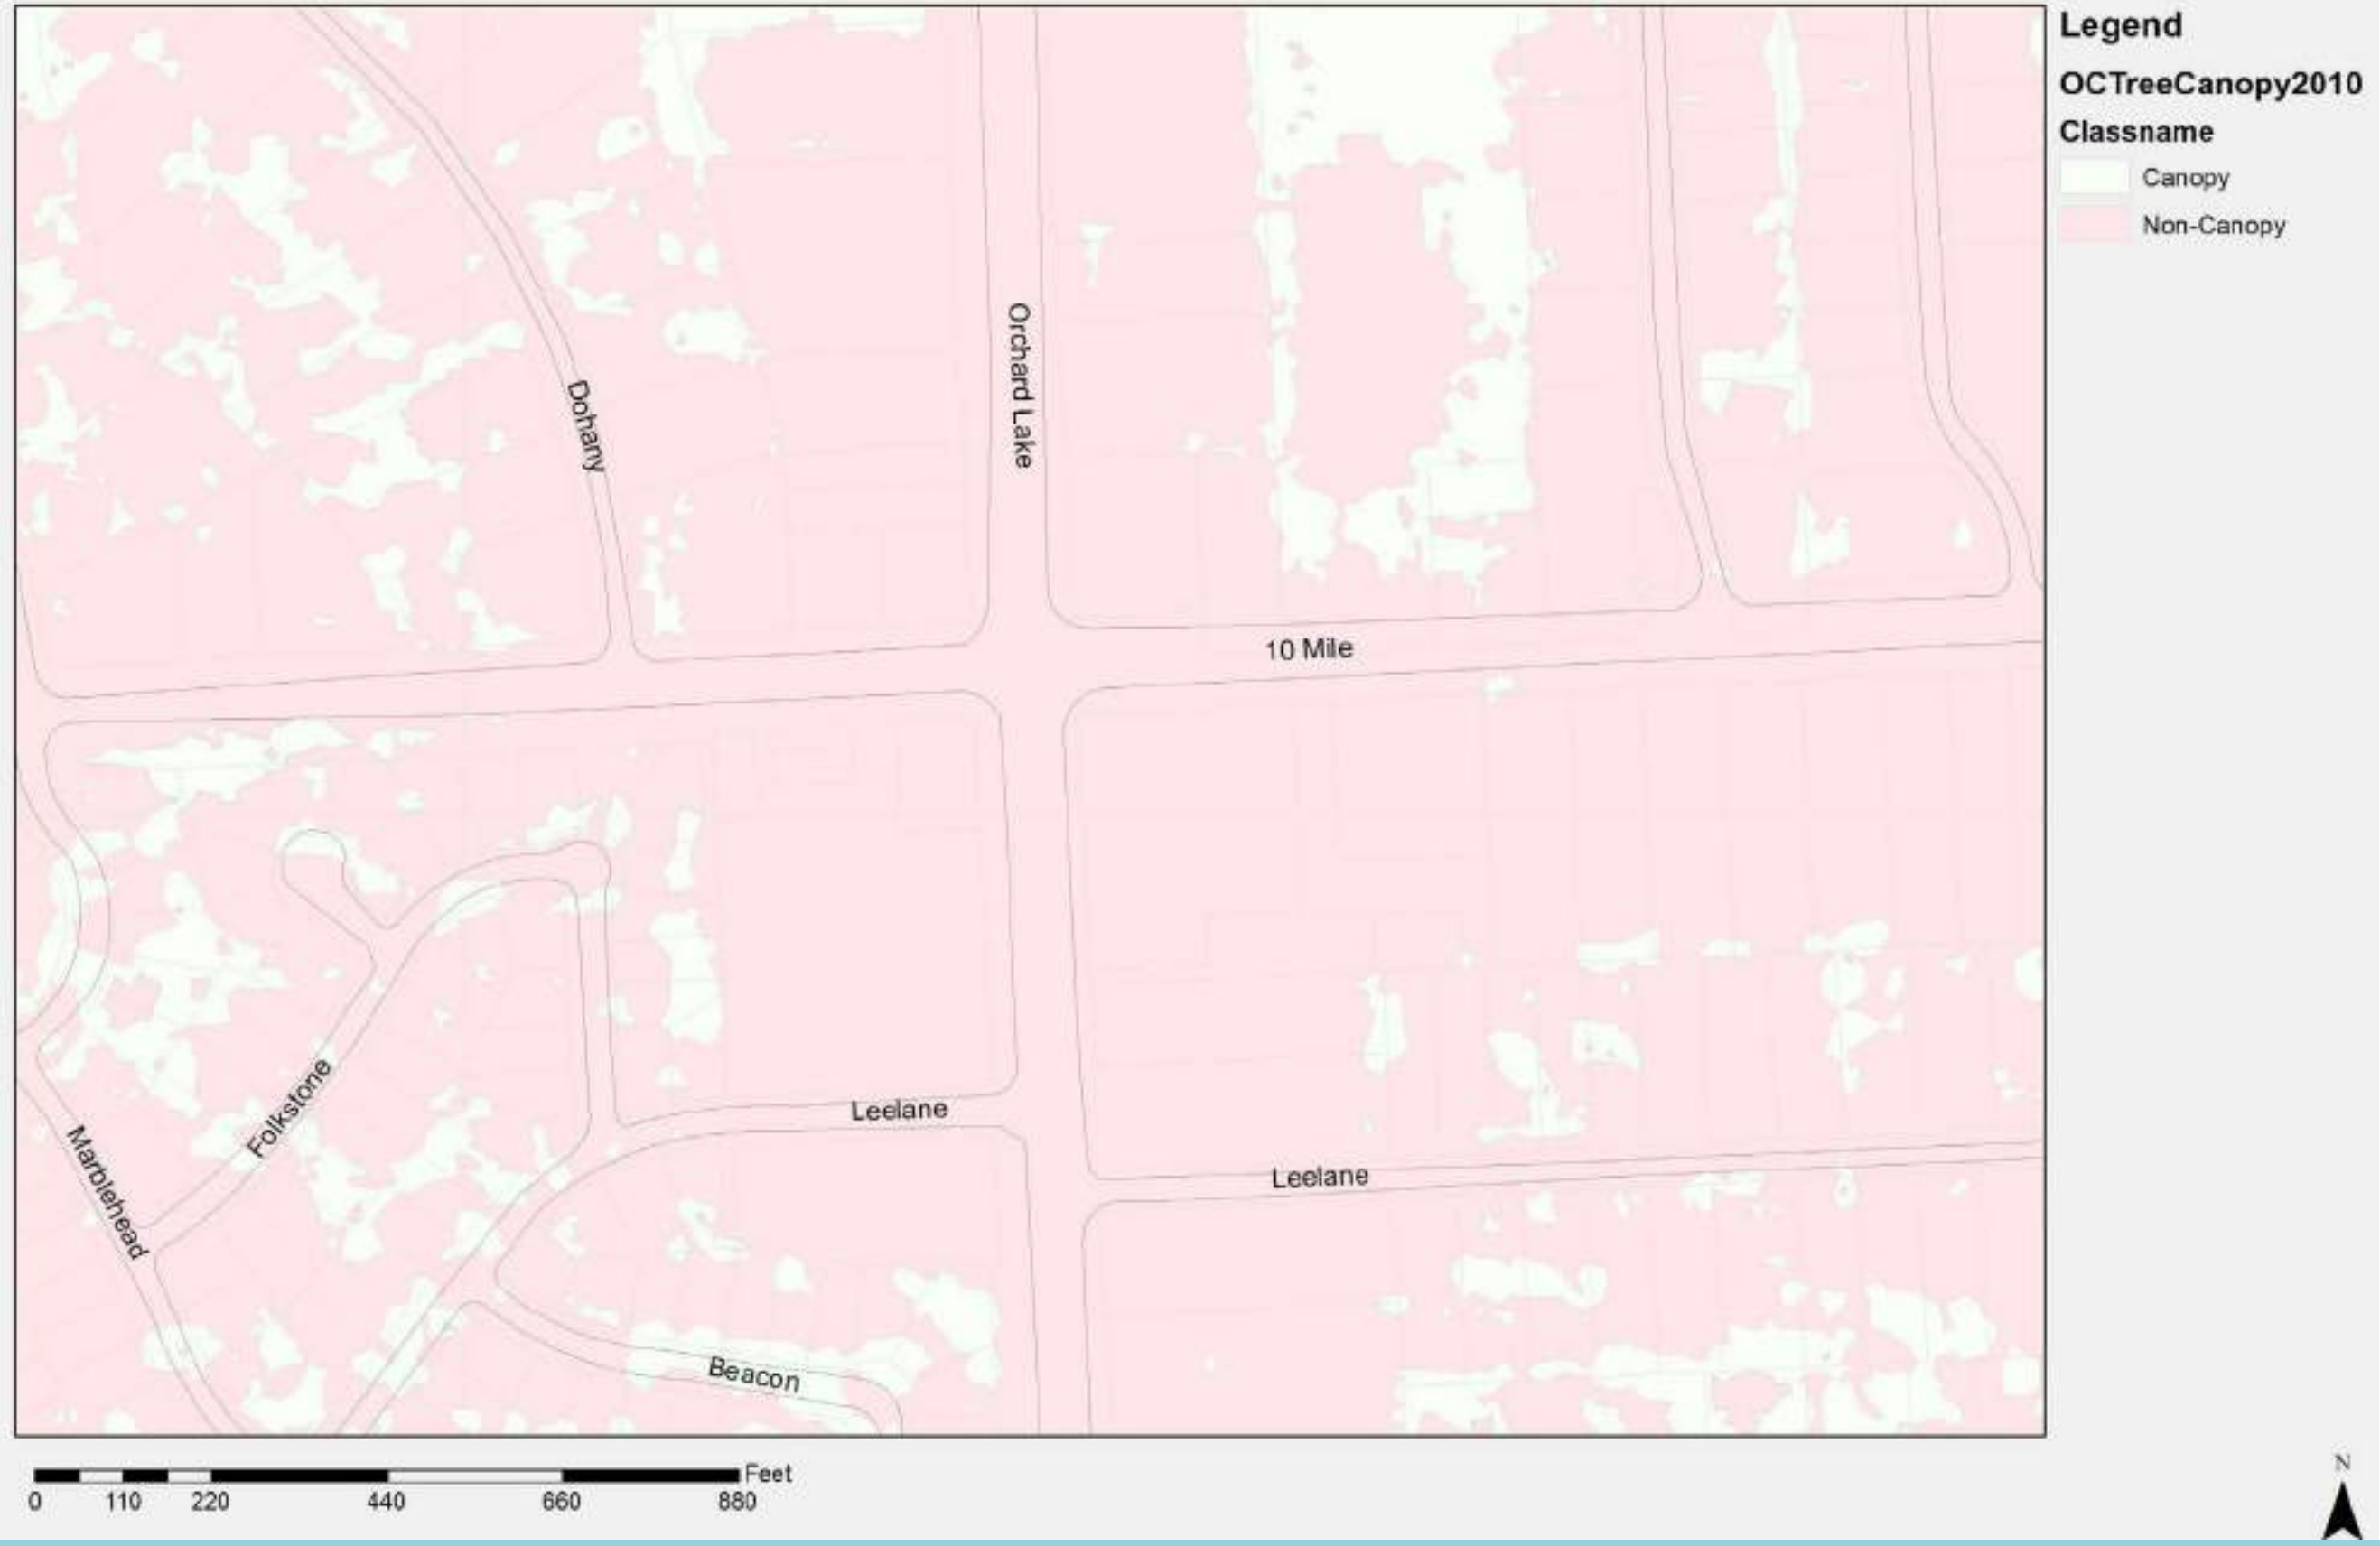 Legend
OCTreeCanopy2010
Classname
Canopy
Non-Canopy
Orchard Lake
Dohany
10 Mile
Folkstone
Leelane
Marblehead
Leelane
Beacon
Feet
0 110 220 440 660 880
N